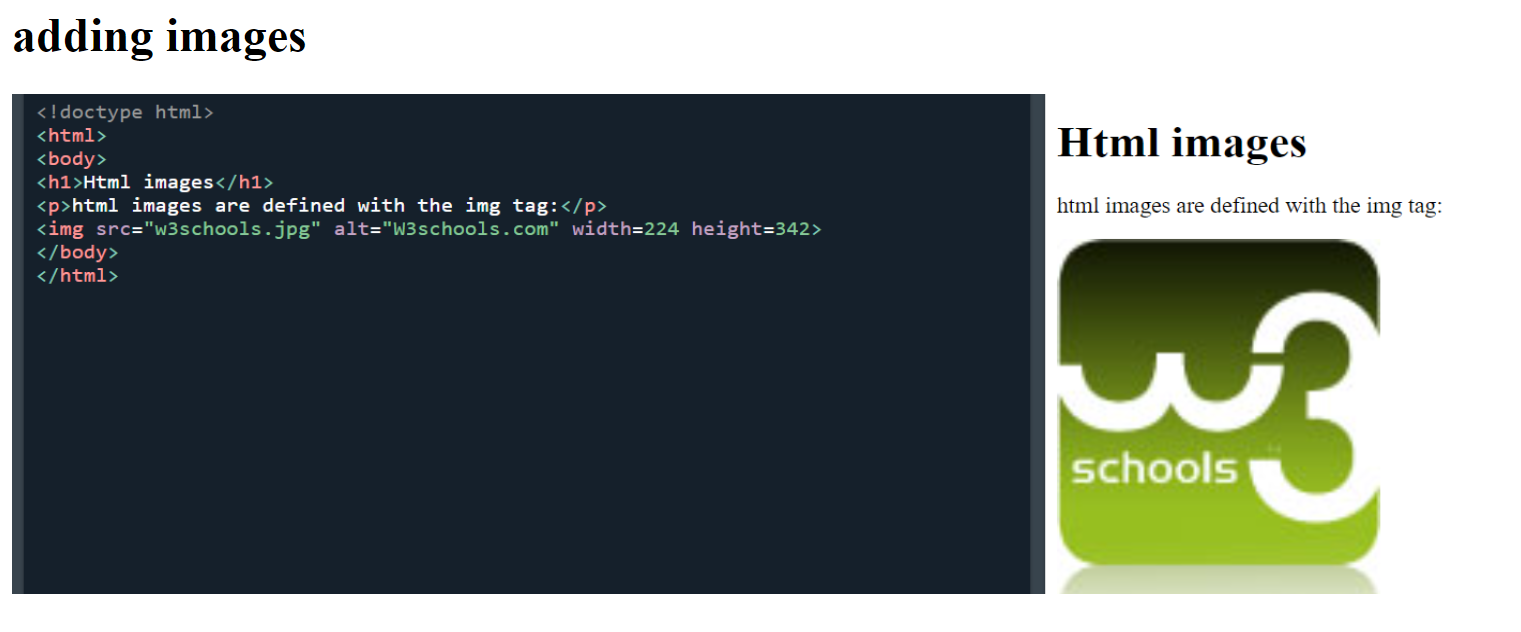 adding images
<!doctype html>
<html>
<body>
<h1>Html images</h1>
<p>html images are defined with the img tag:</p>
<img src="w3schools.jpg" alt="W3schools.com" width=224 height=342>
</body>
</html>
Html images
html images are defined with the img tag:
w3
schools